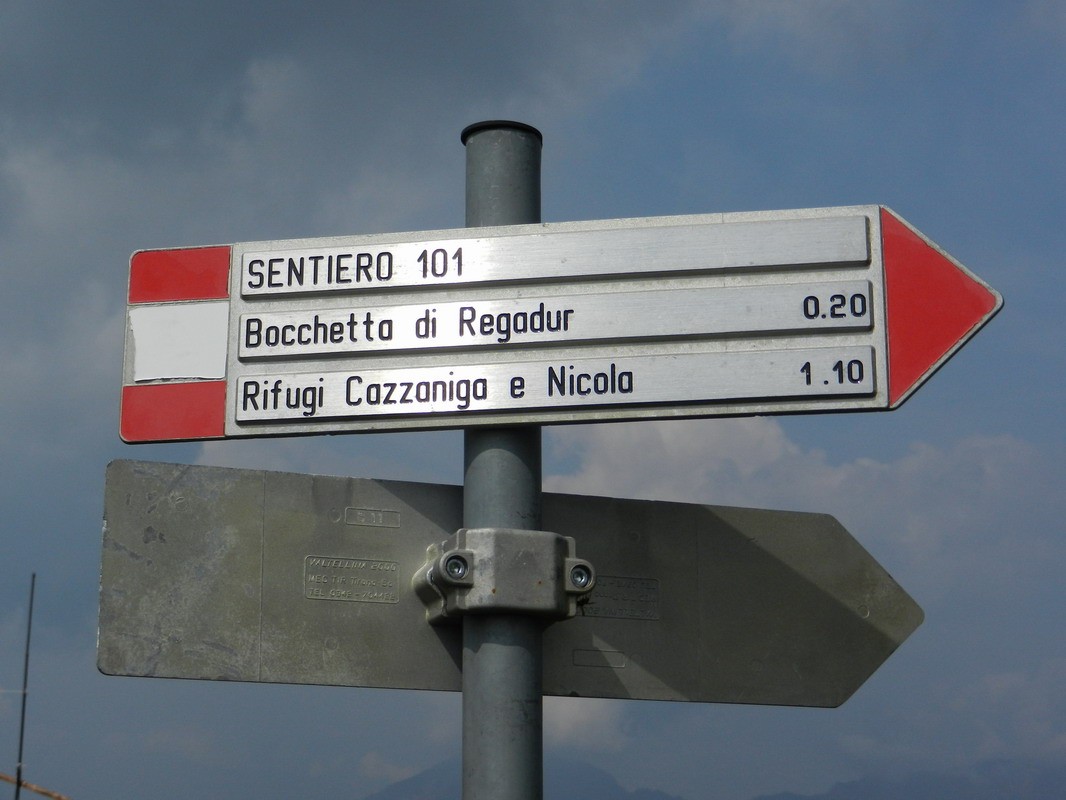 SENTIERO 101
Bocchetta di Regadur 0.20
Rifugi Cazzaniga e Nicola 1.10